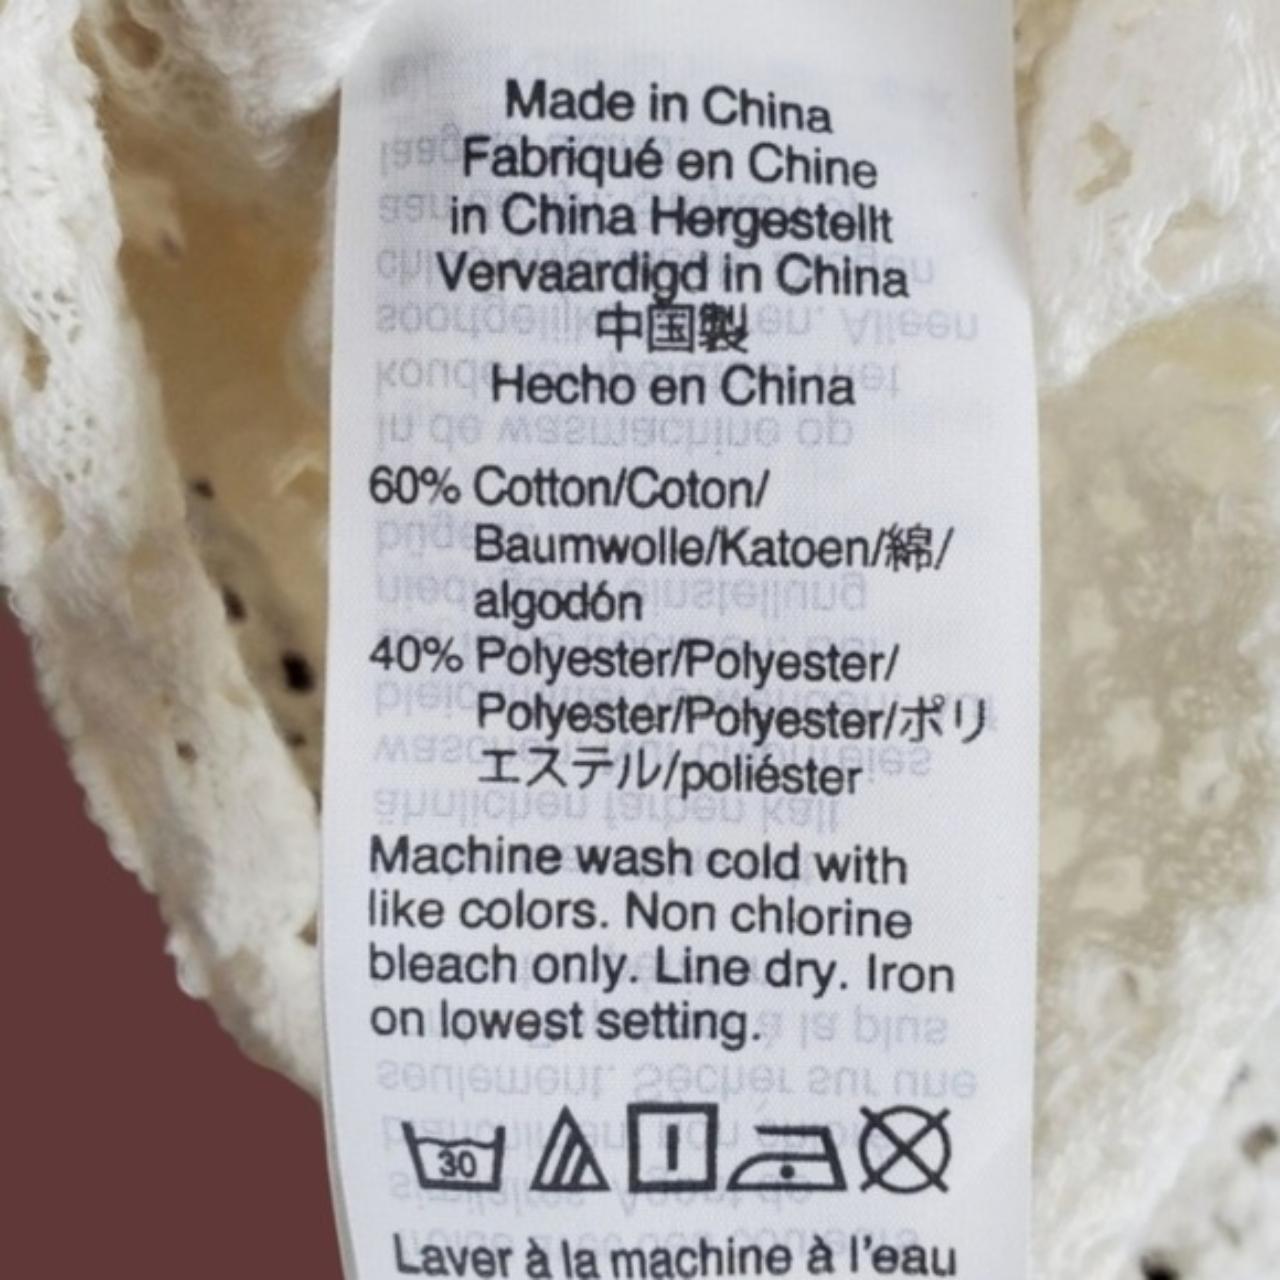 Made in China
Fabriqué en Chine
in China Hergestellt
Vervaardigd in China
中国製
Hecho en China
60% Cotton/Coton/
Baumwolle/Katoen/綿/
algodón
40% Polyester/Polyester/
Polyester/Polyester/ポリ
エステル/poliéster
Machine wash cold with
like colors. Non chlorine
bleach only. Line dry. Iron
on lowest setting.
30
Laver à la machine à l'eau